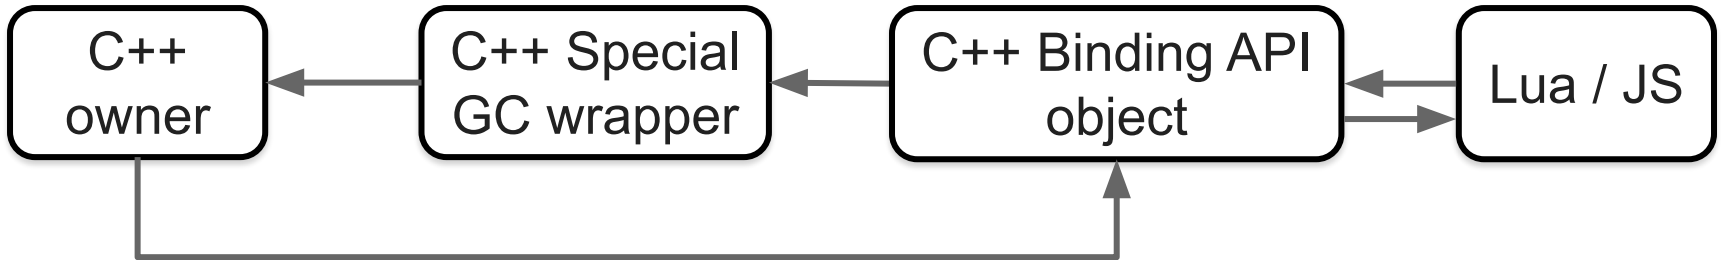 C++
owner
C++ Special
GC wrapper
C++ Binding API
object
Lua / JS